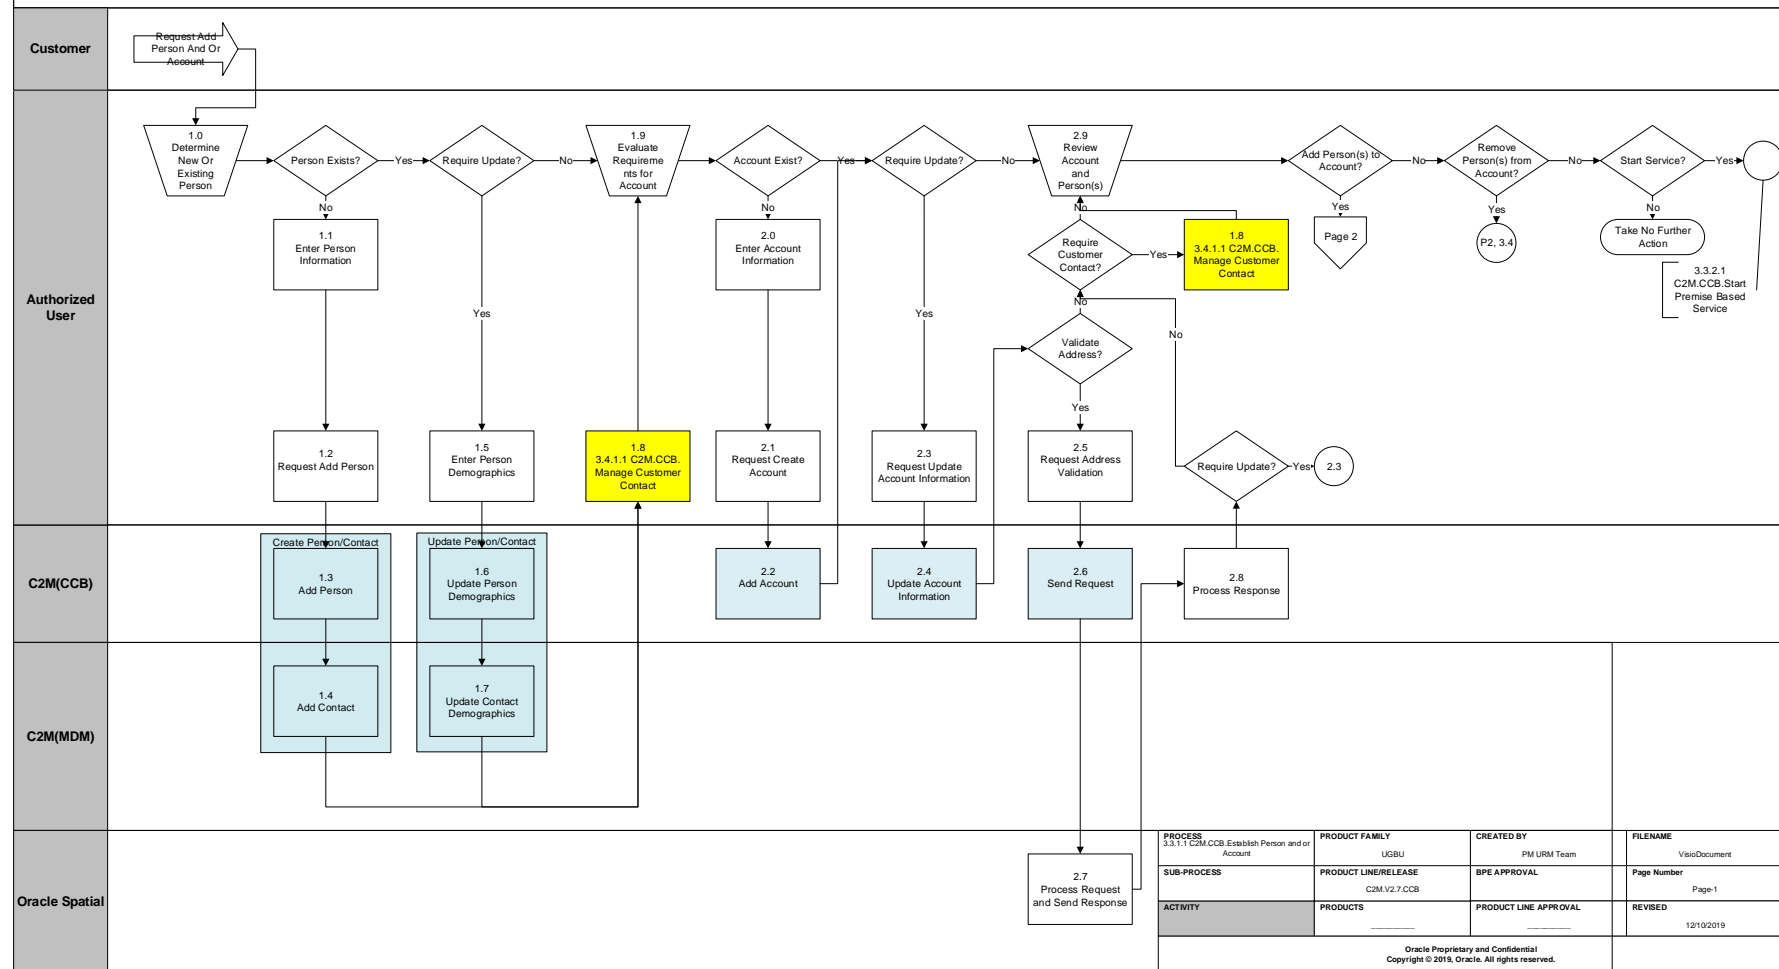 Customer
Request Add
Person And Or
Account
Authorized
User
1.0
Determine
New Or
Existing
Person
Person Exists?
Yes
Require Update?
No
1.9
Evaluate
Requireme
nts for
Account
Account Exist?
Yes
Require Update?
No
2.9
Review
Account
and
Person(s)
Add Person(s) to
Account?
No
Remove
Person(s) from
Account?
No
Start Service?
Yes
No
No
No
Yes
Yes
No
1.1
Enter Person
Information
2.0
Enter Account
Information
Require
Customer
Contact?
Yes
1.8
3.4.1.1 C2M.CCB.
Manage Customer
Contact
Page 2
P2, 3.4
Take No Further
Action
3.3.2.1
C2M.CCB.Start
Premise Based
Service
Yes
Yes
No
No
Validate
Address?
Yes
1.2
Request Add Person
1.5
Enter Person
Demographics
1.8
3.4.1.1 C2M.CCB.
Manage Customer
Contact
2.1
Request Create
Account
2.3
Request Update
Account Information
2.5
Request Address
Validation
Require Update?
Yes
2.3
C2M(CCB)
Create Person/Contact
1.3
Add Person
Update Person/Contact
1.6
Update Person
Demographics
2.2
Add Account
2.4
Update Account
Information
2.6
Send Request
2.8
Process Response
C2M(MDM)
1.4
Add Contact
1.7
Update Contact
Demographics
Oracle Spatial
2.7
Process Request
and Send Response
PROCESS
3.3.1.1 C2M.CCB.Establish Person and or
Account
PRODUCT FAMILY
UGBU
CREATED BY
PM URM Team
FILENAME
VisioDocument
SUB-PROCESS
PRODUCT LINE/RELEASE
C2M.V2.7.CCB
BPE APPROVAL
Page Number
Page-1
ACTIVITY
PRODUCTS
PRODUCT LINE APPROVAL
REVISED
12/10/2019
Oracle Proprietary and Confidential
Copyright © 2019, Oracle. All rights reserved.